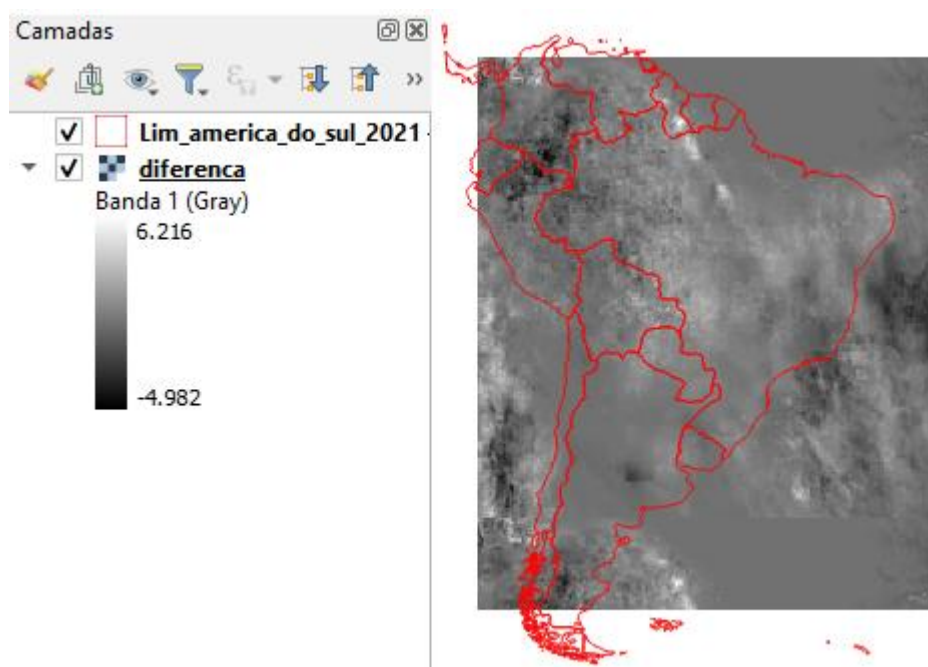 Camadas
Lim_america_do_sul_2021
diferenca
Banda 1 (Gray)
6.216
-4.982